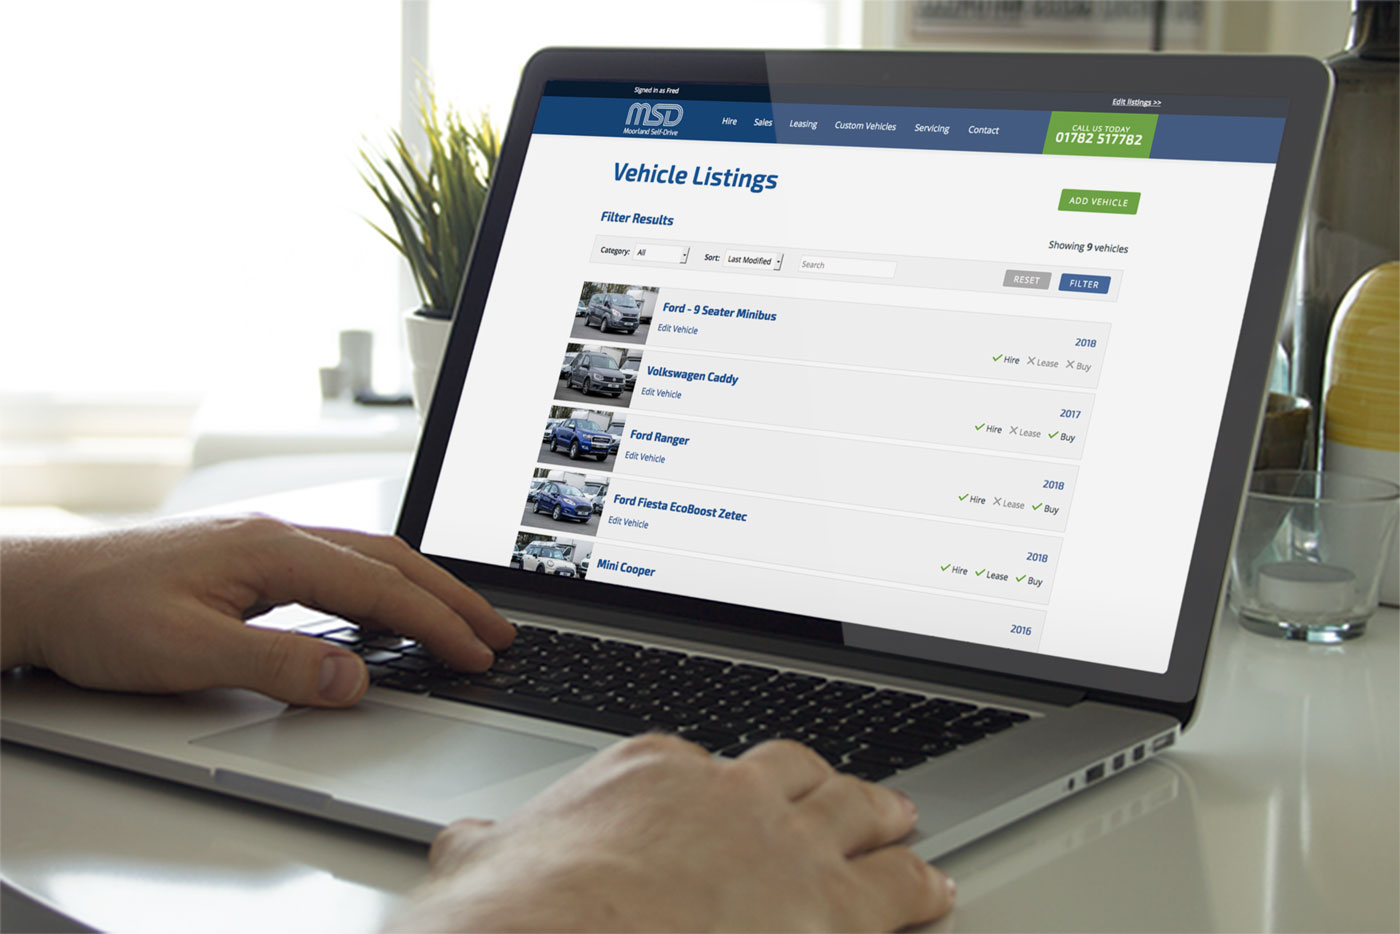 Signed in as Fred
Edit listings >>
MSD
Moorland Self-Drive
Hire Sales Leasing Custom Vehicles Servicing Contact
CALL US TODAY
01782 517782
Vehicle Listings
ADD VEHICLE
Filter Results
Showing 9 vehicles
Category: All Sort: Last Modified Search RESET FILTER
Ford - 9 Seater Minibus
Edit Vehicle
2018
Hire Lease Buy
Volkswagen Caddy
Edit Vehicle
2017
Hire Lease Buy
Ford Ranger
Edit Vehicle
2018
Hire Lease Buy
Ford Fiesta EcoBoost Zetec
Edit Vehicle
2018
Hire Lease Buy
Mini Cooper
2016